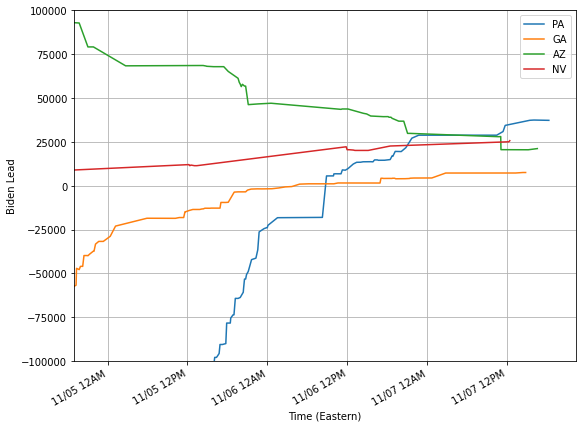 100000
75000
50000
25000
0
−25000
−50000
−75000
−100000
Biden Lead
11/05 12AM
11/05 12PM
11/06 12AM
11/06 12PM
11/07 12AM
11/07 12PM
Time (Eastern)
PA
GA
AZ
NV